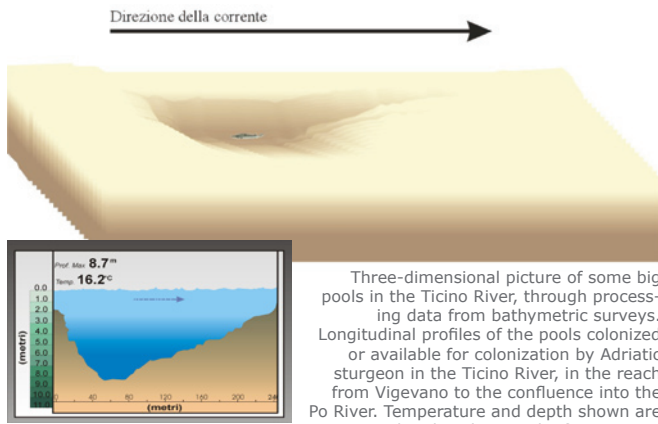 Direzione della corrente
Prof. Max 8.7 m
Temp. 16.2 °C
0.0
1.0
2.0
3.0
4.0
5.0
6.0
7.0
8.0
9.0
10.0
11.0
(metri)
0 40 80 120 160 200 240
(metri)
Three-dimensional picture of some big
pools in the Ticino River, through process-
ing data from bathymetric surveys.
Longitudinal profiles of the pools colonized
or available for colonization by Adriatic
sturgeon in the Ticino River, in the reach
from Vigevano to the confluence into the
Po River. Temperature and depth shown are